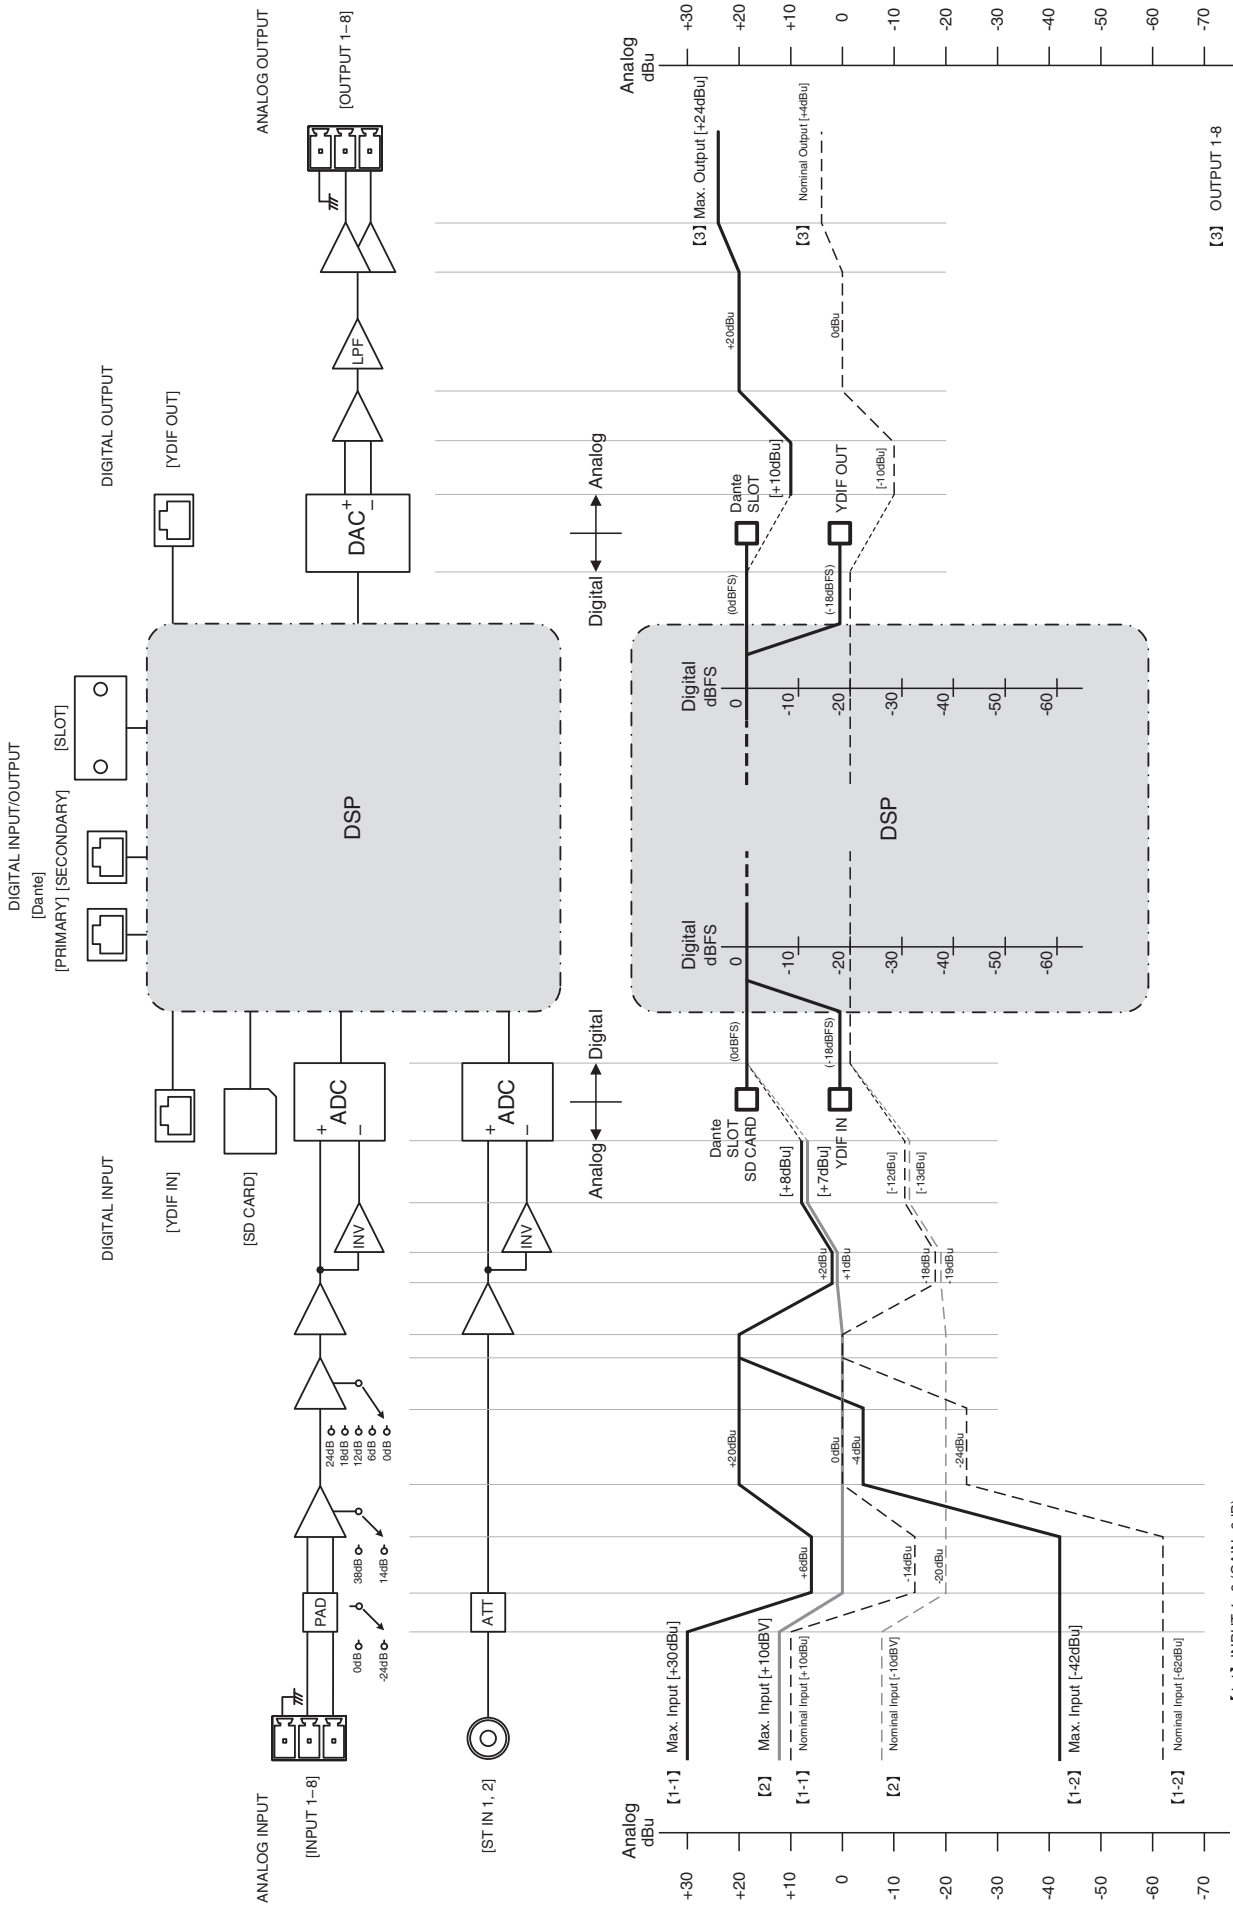 DIGITAL INPUT/OUTPUT
[Dante]
[PRIMARY] [SECONDARY]
[SLOT]
DIGITAL INPUT
[YDIF IN]
[SD CARD]
DIGITAL OUTPUT
[YDIF OUT]
ANALOG INPUT
[INPUT 1–8]
PAD
0dB
-24dB
38dB
14dB
24dB
18dB
12dB
6dB
0dB
INV
+
−
ADC
[ST IN 1, 2]
ATT
INV
+
−
ADC
DSP
DAC
+
−
LPF
ANALOG OUTPUT
[OUTPUT 1–8]
Analog
Digital
Digital
Analog
Analog
dBu
+30
+20
+10
0
-10
-20
-30
-40
-50
-60
-70
【1-1】 Max. Input [+30dBu]
【2】 Max. Input [+10dBV]
【1-1】 Nominal Input [+10dBu]
【2】 Nominal Input [-10dBV]
【1-2】 Max. Input [-42dBu]
【1-2】 Nominal Input [-62dBu]
+6dBu
-14dBu
-20dBu
+20dBu
0dBu
-4dBu
-24dBu
+2dBu
+1dBu
-18dBu
-19dBu
[+8dBu]
[+7dBu]
[-12dBu]
[-13dBu]
Dante
SLOT
SD CARD
YDIF IN
(0dBFS)
(-18dBFS)
Digital
dBFS
0
-10
-20
-30
-40
-50
-60
DSP
Digital
dBFS
0
-10
-20
-30
-40
-50
-60
(0dBFS)
(-18dBFS)
Dante
SLOT
YDIF OUT
[+10dBu]
[-10dBu]
+20dBu
0dBu
【3】 Max. Output [+24dBu]
【3】 Nominal Output [+4dBu]
Analog
dBu
+30
+20
+10
0
-10
-20
-30
-40
-50
-60
-70
【3】 OUTPUT 1-8